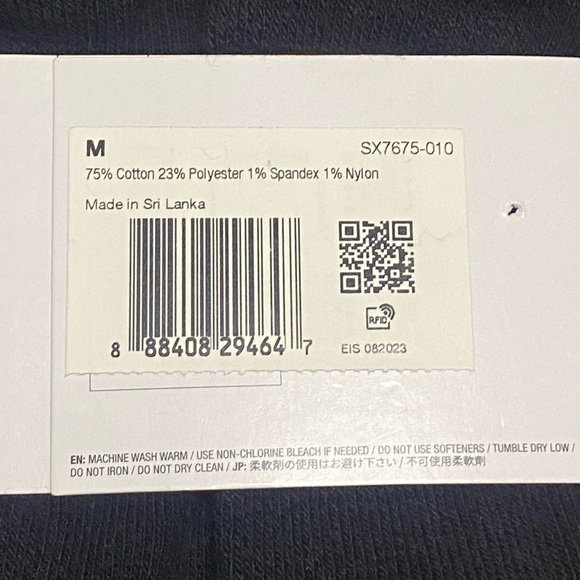 M
SX7675-010
75% Cotton 23% Polyester 1% Spandex 1% Nylon
Made in Sri Lanka
8 88408 29464 7
RFID
EIS 082023
EN: MACHINE WASH WARM / USE NON-CHLORINE BLEACH IF NEEDED / DO NOT USE SOFTENERS / TUMBLE DRY LOW /
DO NOT IRON / DO NOT DRY CLEAN / JP: 柔軟剤の使用はお避け下さい / 不可使用柔軟劑